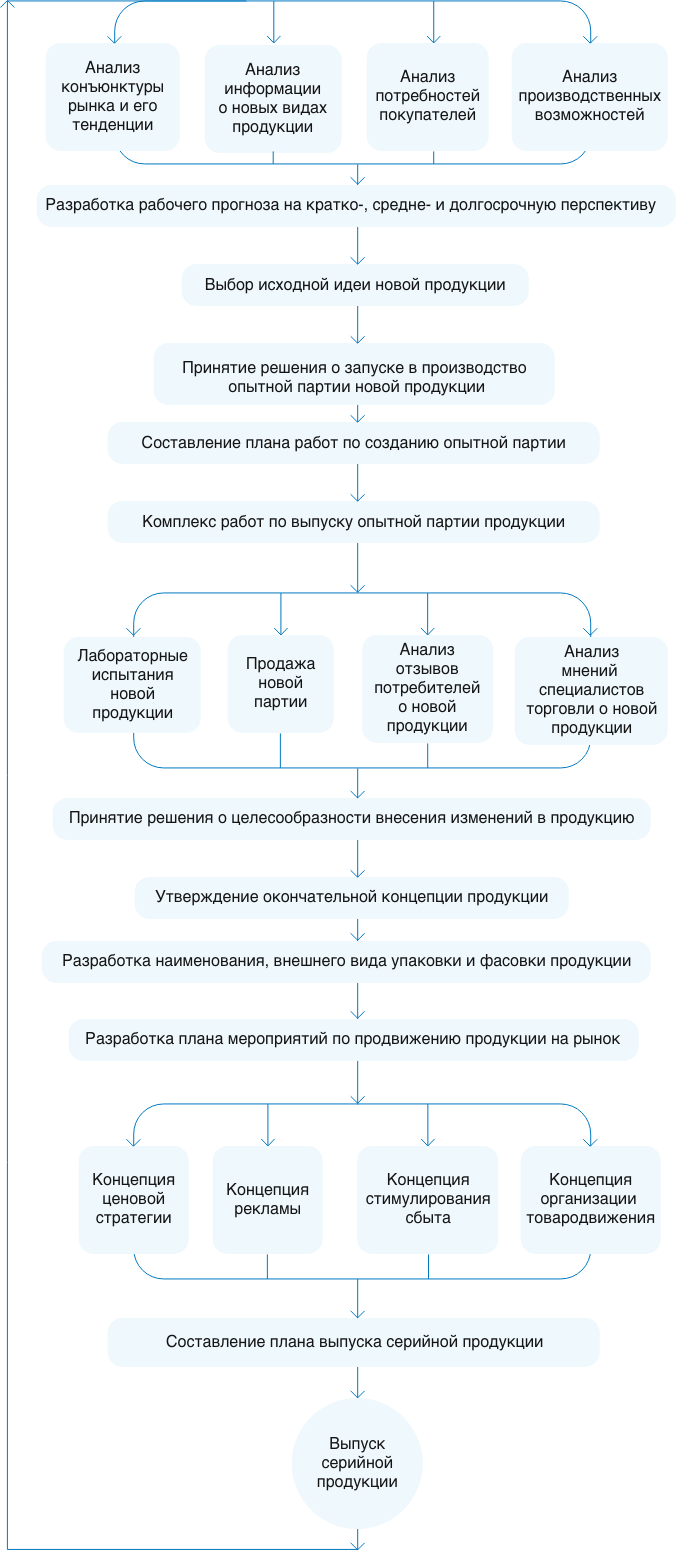 Анализ
конъюнктуры
рынка и его
тенденции
Анализ
информации
о новых видах
продукции
Анализ
потребностей
покупателей
Анализ
производственных
возможностей
Разработка рабочего прогноза на кратко-, средне- и долгосрочную перспективу
Выбор исходной идеи новой продукции
Принятие решения о запуске в производство
опытной партии новой продукции
Составление плана работ по созданию опытной партии
Комплекс работ по выпуску опытной партии продукции
Лабораторные
испытания
новой
продукции
Продажа
новой
партии
Анализ
отзывов
потребителей
о новой
продукции
Анализ
мнений
специалистов
торговли о новой
продукции
Принятие решения о целесообразности внесения изменений в продукцию
Утверждение окончательной концепции продукции
Разработка наименования, внешнего вида упаковки и фасовки продукции
Разработка плана мероприятий по продвижению продукции на рынок
Концепция
ценовой
стратегии
Концепция
рекламы
Концепция
стимулирования
сбыта
Концепция
организации
товародвижения
Составление плана выпуска серийной продукции
Выпуск
серийной
продукции